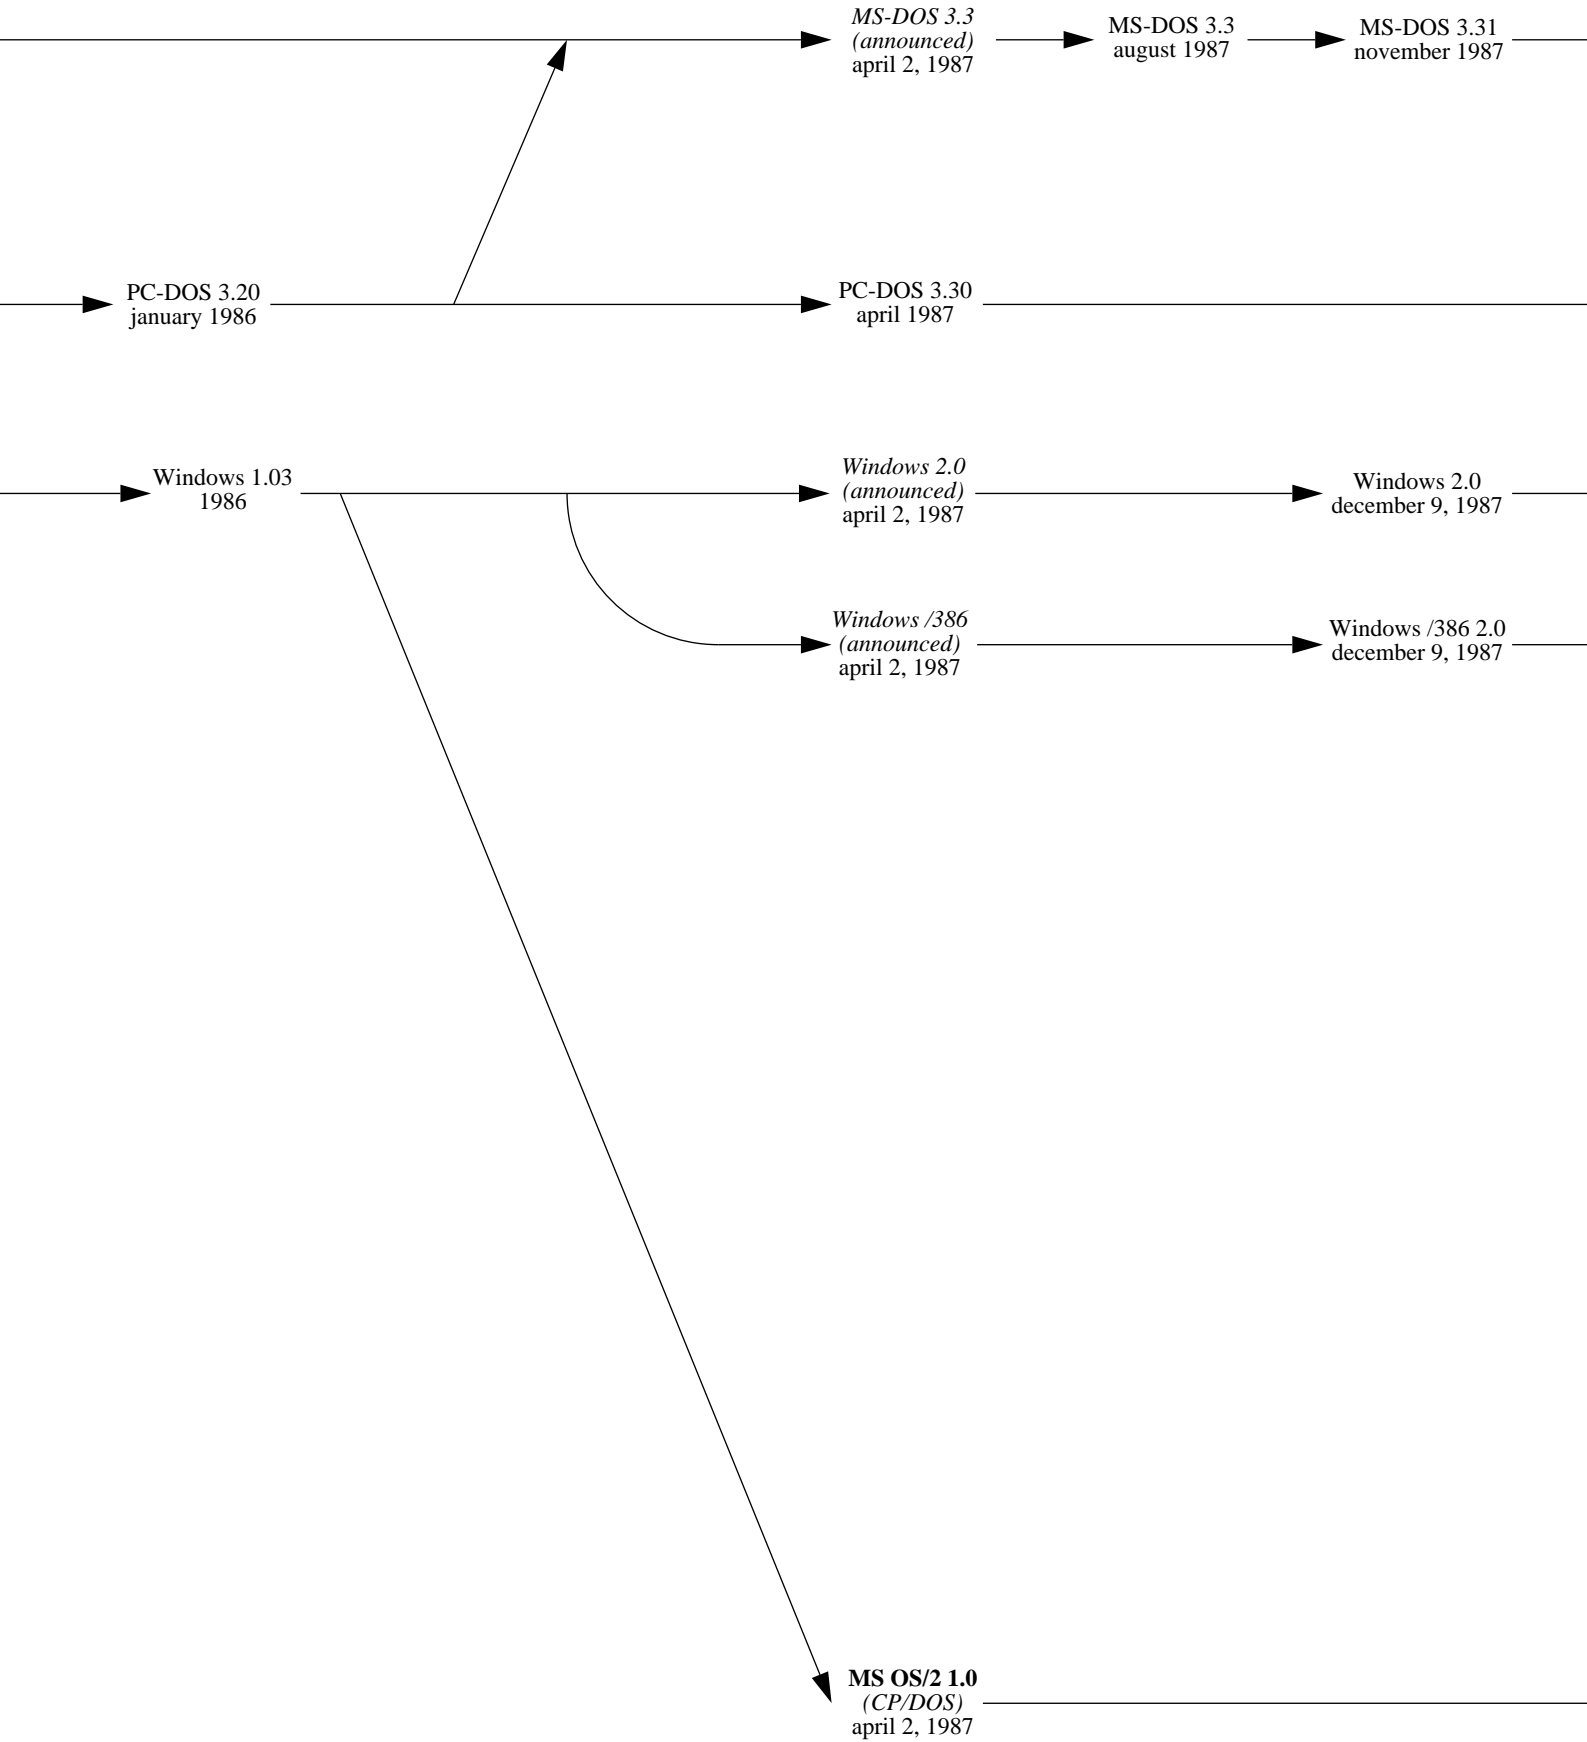 MS-DOS 3.3
(announced)
april 2, 1987
MS-DOS 3.3
august 1987
MS-DOS 3.31
november 1987
PC-DOS 3.20
january 1986
PC-DOS 3.30
april 1987
Windows 1.03
1986
Windows 2.0
(announced)
april 2, 1987
Windows 2.0
december 9, 1987
Windows /386
(announced)
april 2, 1987
Windows /386 2.0
december 9, 1987
MS OS/2 1.0
(CP/DOS)
april 2, 1987